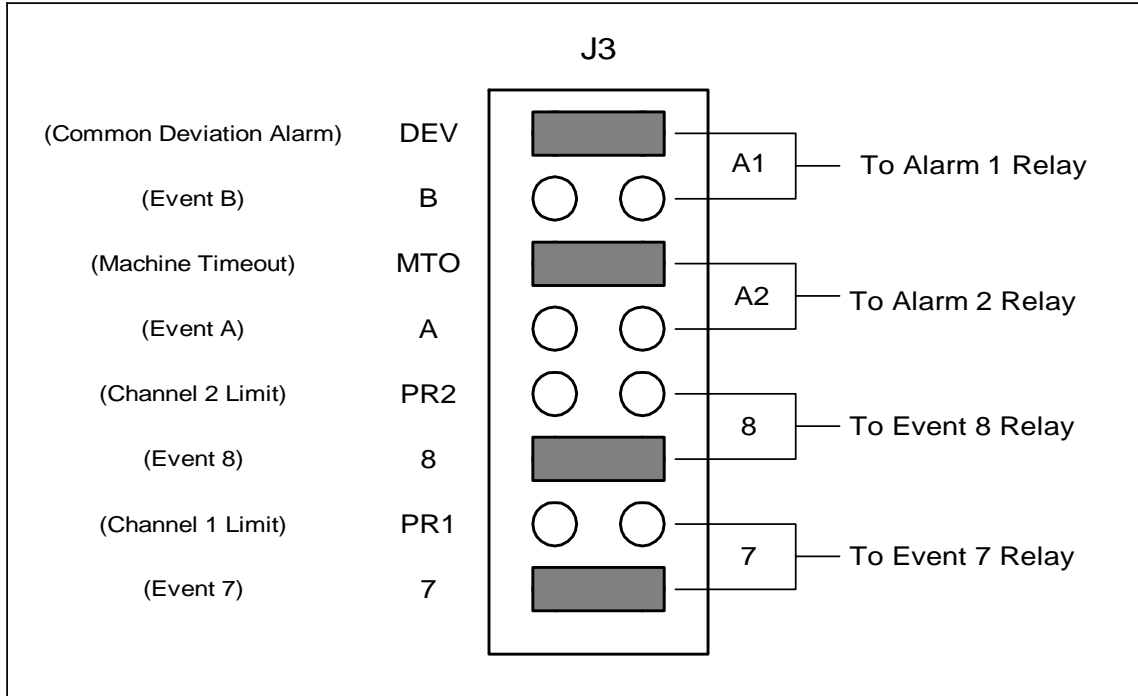 J3
(Common Deviation Alarm) DEV
A1 To Alarm 1 Relay
(Event B) B
(Machine Timeout) MTO
A2 To Alarm 2 Relay
(Event A) A
(Channel 2 Limit) PR2
8 To Event 8 Relay
(Event 8) 8
(Channel 1 Limit) PR1
7 To Event 7 Relay
(Event 7) 7